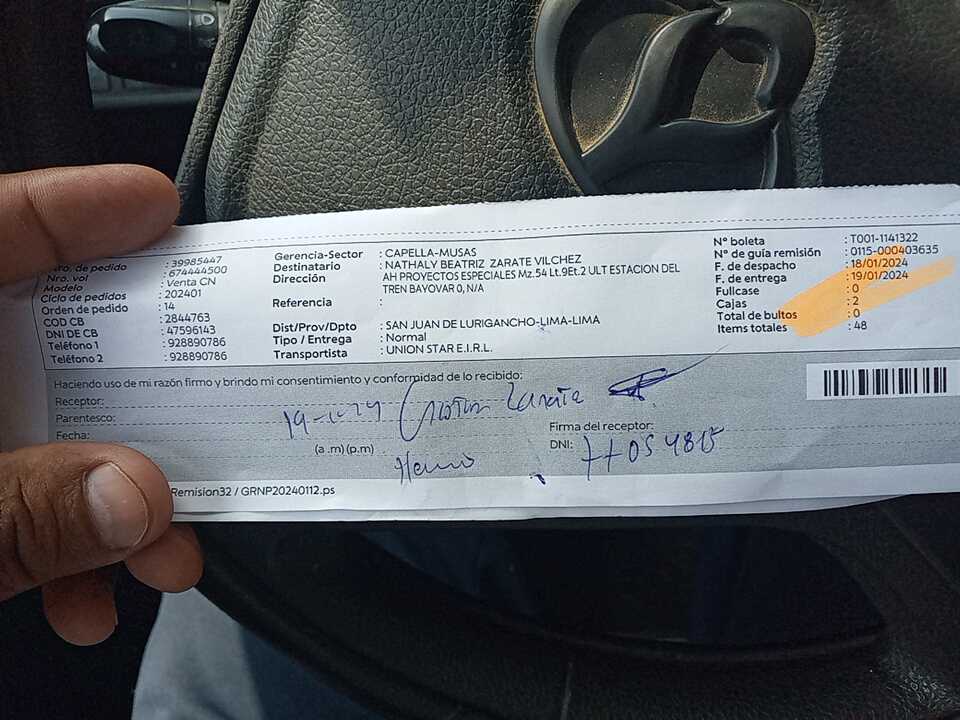 Nro. de pedido : 39985447
Nro. vol : 674444500
Modelo : Venta CN
Ciclo de pedidos : 202401
Orden de pedido : 14
COD CB : 2844763
DNI DE CB : 47596143
Teléfono 1 : 928890786
Teléfono 2 : 928890786
Gerencia-Sector : CAPELLA-MUSAS
Destinatario : NATHALY BEATRIZ ZARATE VILCHEZ
Dirección : AH PROYECTOS ESPECIALES Mz.54 Lt.9Et.2 ULT ESTACION DEL
TREN BAYOVAR 0, N/A
Referencia :
Dist/Prov/Dpto : SAN JUAN DE LURIGANCHO-LIMA-LIMA
Tipo / Entrega : Normal
Transportista : UNION STAR E.I.R.L.
N° boleta : T001-1141322
N° de guía remisión : 0115-000403635
F. de despacho : 18/01/2024
F. de entrega : 19/01/2024
Fullcase : 0
Cajas : 2
Total de bultos : 0
Items totales : 48
Haciendo uso de mi razón firmo y brindo mi consentimiento y conformidad de lo recibido:
Receptor: Zarate
Parentesco:
Fecha:
(a .m) (p.m)
Firma del receptor:
DNI: 77054815
Remision32 / GRNP20240112.ps